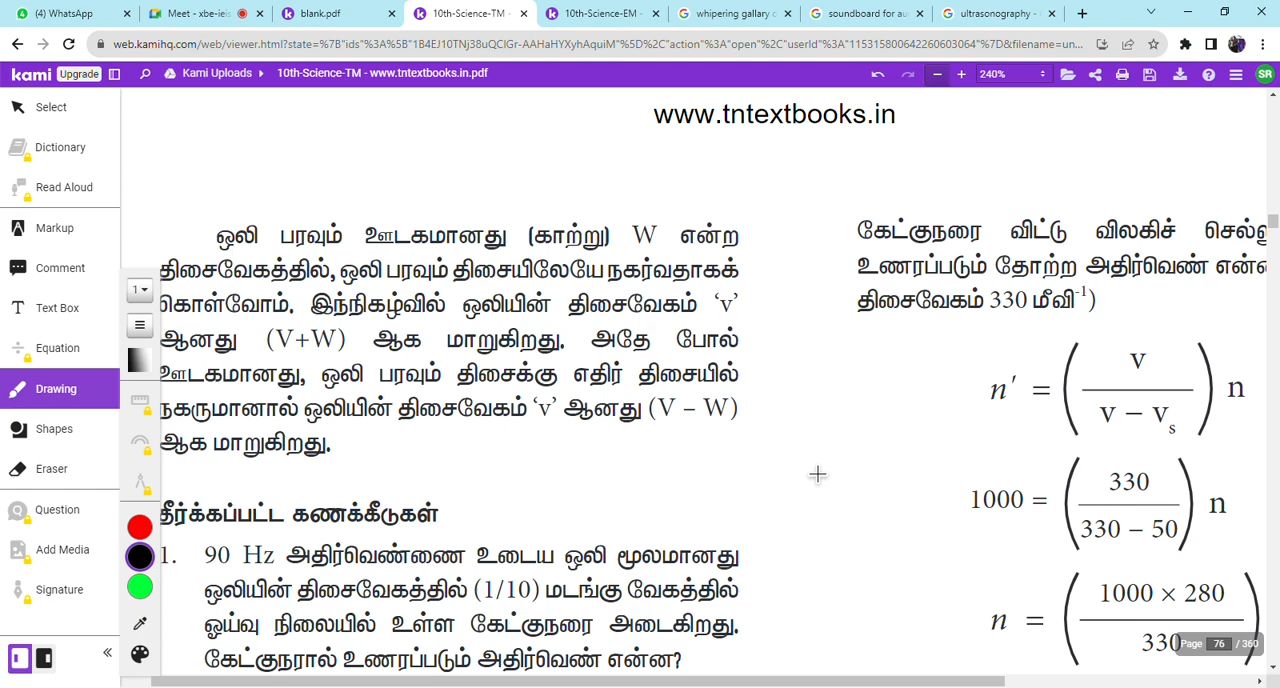 (4) WhatsApp
Meet - xbe-ieis
blank.pdf
10th-Science-TM -
10th-Science-EM -
whipering gallary c
soundboard for au
ultrasonography -
web.kamihq.com/web/viewer.html?state=%7B"ids"%3A%5B"1B4EJ10TNj38uQCIGr-AAHaHYXyhAquiM"%5D%2C"action"%3A"open"%2C"userId"%3A"115315800642260603064"%7D&filename=un...
kami Upgrade
Kami Uploads
10th-Science-TM - www.tntextbooks.in.pdf
240%
SR
Select
Dictionary
Read Aloud
Markup
Comment
Text Box
Equation
Drawing
Shapes
Eraser
Question
Add Media
Signature
1
www.tntextbooks.in
ஒலி பரவும் ஊடகமானது (காற்று) W என்ற
திசைவேகத்தில், ஒலி பரவும் திசையிலேயே நகர்வதாகக்
கொள்வோம். இந்நிகழ்வில் ஒலியின் திசைவேகம் ‘v’
ஆனது (V+W) ஆக மாறுகிறது. அதே போல்
ஊடகமானது, ஒலி பரவும் திசைக்கு எதிர் திசையில்
நகருமானால் ஒலியின் திசைவேகம் ‘v’ ஆனது (V – W)
ஆக மாறுகிறது.
தீர்க்கப்பட்ட கணக்கீடுகள்
1. 90 Hz அதிர்வெண்ணை உடைய ஒலி மூலமானது
ஒலியின் திசைவேகத்தில் (1/10) மடங்கு வேகத்தில்
ஓய்வு நிலையில் உள்ள கேட்குநரை அடைகிறது.
கேட்குநரால் உணரப்படும் அதிர்வெண் என்ன?
கேட்குநரை விட்டு விலகிச்
உணரப்படும் தோற்ற அதிர்வெண்
திசைவேகம் 330 மீவி⁻¹)
n′ = (v / (v – vₛ)) n
1000 = (330 / (330 – 50)) n
n = (1000 × 280 / 330)
Page 76 / 360